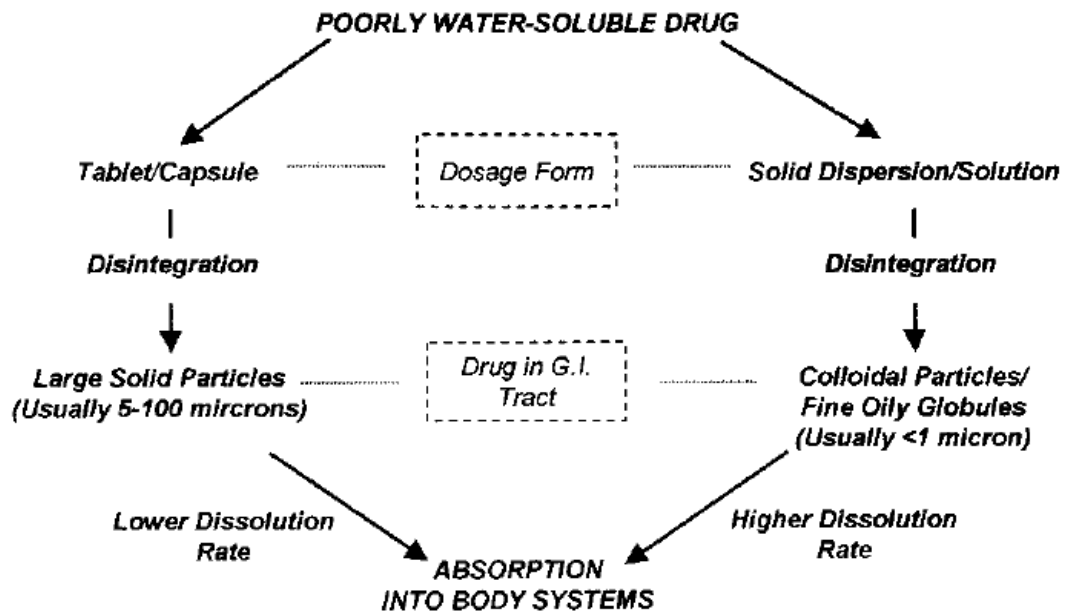 POORLY WATER-SOLUBLE DRUG
Tablet/Capsule
Dosage Form
Solid Dispersion/Solution
Disintegration
Disintegration
Large Solid Particles
(Usually 5-100 mircrons)
Drug in G.I.
Tract
Colloidal Particles/
Fine Oily Globules
(Usually <1 micron)
Lower Dissolution
Rate
Higher Dissolution
Rate
ABSORPTION
INTO BODY SYSTEMS